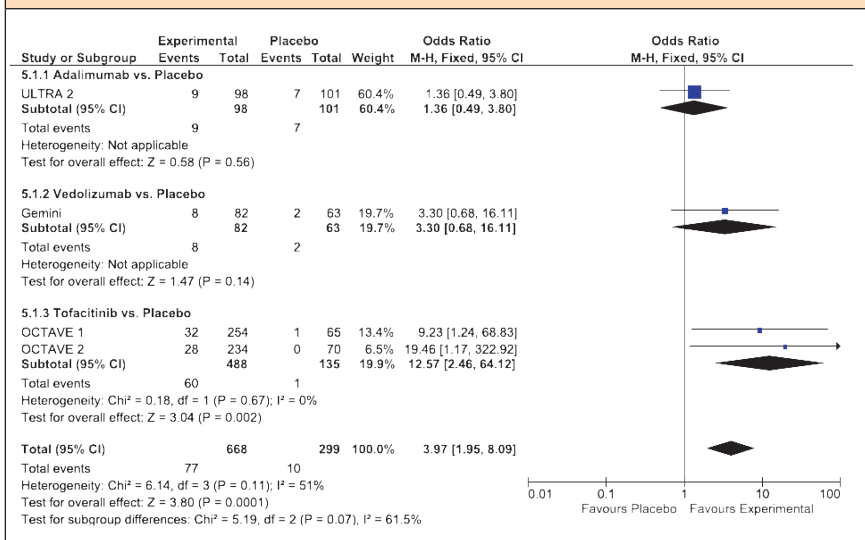 Experimental Placebo Odds Ratio Odds Ratio
Study or Subgroup Events Total Events Total Weight M-H, Fixed, 95% CI M-H, Fixed, 95% CI
5.1.1 Adalimumab vs. Placebo
ULTRA 2 9 98 7 101 60.4% 1.36 [0.49, 3.80]
Subtotal (95% CI) 98 101 60.4% 1.36 [0.49, 3.80]
Total events 9 7
Heterogeneity: Not applicable
Test for overall effect: Z = 0.58 (P = 0.56)
5.1.2 Vedolizumab vs. Placebo
Gemini 8 82 2 63 19.7% 3.30 [0.68, 16.11]
Subtotal (95% CI) 82 63 19.7% 3.30 [0.68, 16.11]
Total events 8 2
Heterogeneity: Not applicable
Test for overall effect: Z = 1.47 (P = 0.14)
5.1.3 Tofacitinib vs. Placebo
OCTAVE 1 32 254 1 65 13.4% 9.23 [1.24, 68.83]
OCTAVE 2 28 234 0 70 6.5% 19.46 [1.17, 322.92]
Subtotal (95% CI) 488 135 19.9% 12.57 [2.46, 64.12]
Total events 60 1
Heterogeneity: Chi² = 0.18, df = 1 (P = 0.67); I² = 0%
Test for overall effect: Z = 3.04 (P = 0.002)
Total (95% CI) 668 299 100.0% 3.97 [1.95, 8.09]
Total events 77 10
Heterogeneity: Chi² = 6.14, df = 3 (P = 0.11); I² = 51%
Test for overall effect: Z = 3.80 (P = 0.0001)
Test for subgroup differences: Chi² = 5.19, df = 2 (P = 0.07), I² = 61.5%
0.01 0.1 1 10 100
Favours Placebo Favours Experimental